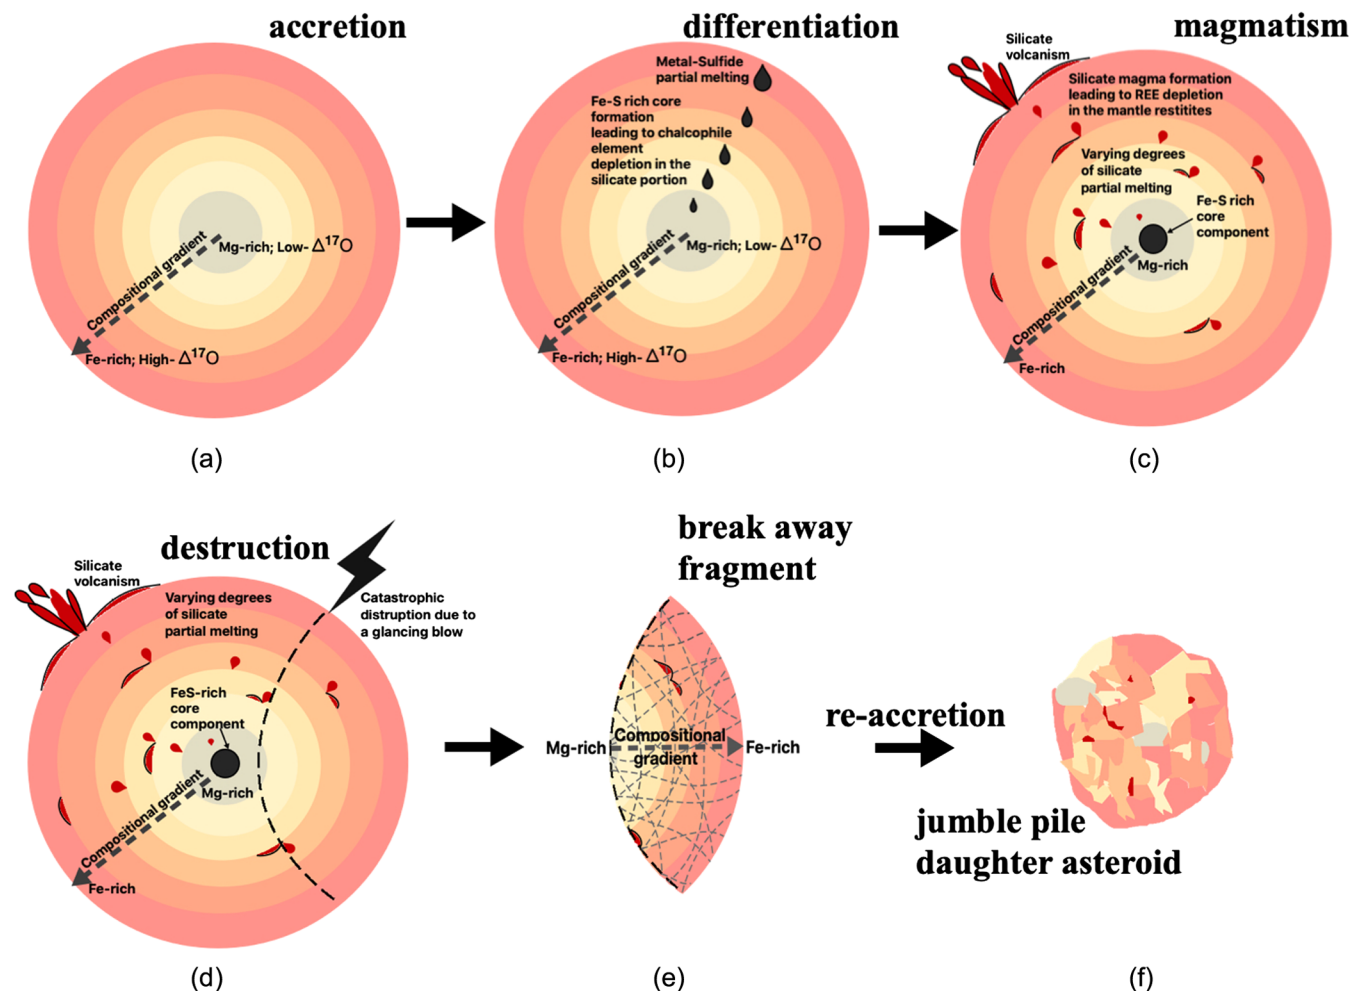 accretion
Mg-rich; Low- Δ¹⁷O
Compositional gradient
Fe-rich; High- Δ¹⁷O
(a)
differentiation
Metal-Sulfide
partial melting
Fe-S rich core
formation
leading to chalcophile
element
depletion in the
silicate portion
Mg-rich; Low- Δ¹⁷O
Compositional gradient
Fe-rich; High- Δ¹⁷O
(b)
magmatism
Silicate
volcanism
Silicate magma formation
leading to REE depletion
in the mantle restitites
Varying degrees
of silicate
partial melting
Fe-S rich
core
component
Mg-rich
Compositional gradient
Fe-rich
(c)
destruction
Silicate
volcanism
Varying degrees
of silicate
partial melting
Catastrophic
distruption due to
a glancing blow
FeS-rich
core
component
Mg-rich
Compositional gradient
Fe-rich
(d)
break away
fragment
Mg-rich
Compositional
gradient
Fe-rich
(e)
re-accretion
jumble pile
daughter asteroid
(f)